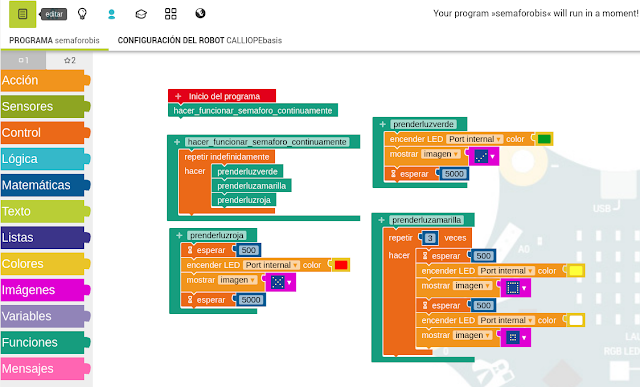 editar
Your program »semaforobis« will run in a moment!
PROGRAMA semaforobis
CONFIGURACIÓN DEL ROBOT CALLIOPEbasis
1
2
Acción
Sensores
Control
Lógica
Matemáticas
Texto
Listas
Colores
Imágenes
Variables
Funciones
Mensajes
+ Inicio del programa
hacer_funcionar_semaforo_continuamente
+ hacer_funcionar_semaforo_continuamente
repetir indefinidamente
hacer
prenderluzverde
prenderluzamarilla
prenderluzroja
+ prenderluzroja
esperar 500
encender LED Port internal color
mostrar imagen
esperar 5000
+ prenderluzverde
encender LED Port internal color
mostrar imagen
esperar 5000
+ prenderluzamarilla
repetir 3 veces
hacer
esperar 500
encender LED Port internal color
mostrar imagen
esperar 500
encender LED Port internal color
mostrar imagen
USB
A0
RGB LED